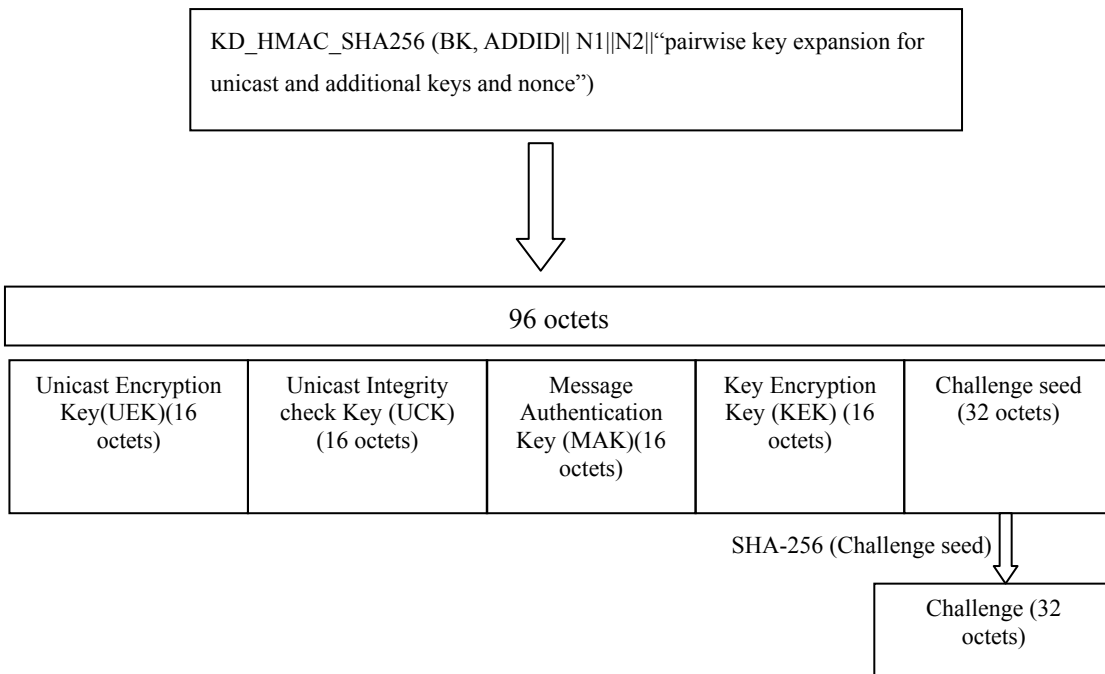 KD_HMAC_SHA256 (BK, ADDID|| N1||N2||“pairwise key expansion for
unicast and additional keys and nonce”)
96 octets
Unicast Encryption
Key(UEK)(16
octets)
Unicast Integrity
check Key (UCK)
(16 octets)
Message
Authentication
Key (MAK)(16
octets)
Key Encryption
Key (KEK) (16
octets)
Challenge seed
(32 octets)
SHA-256 (Challenge seed)
Challenge (32
octets)